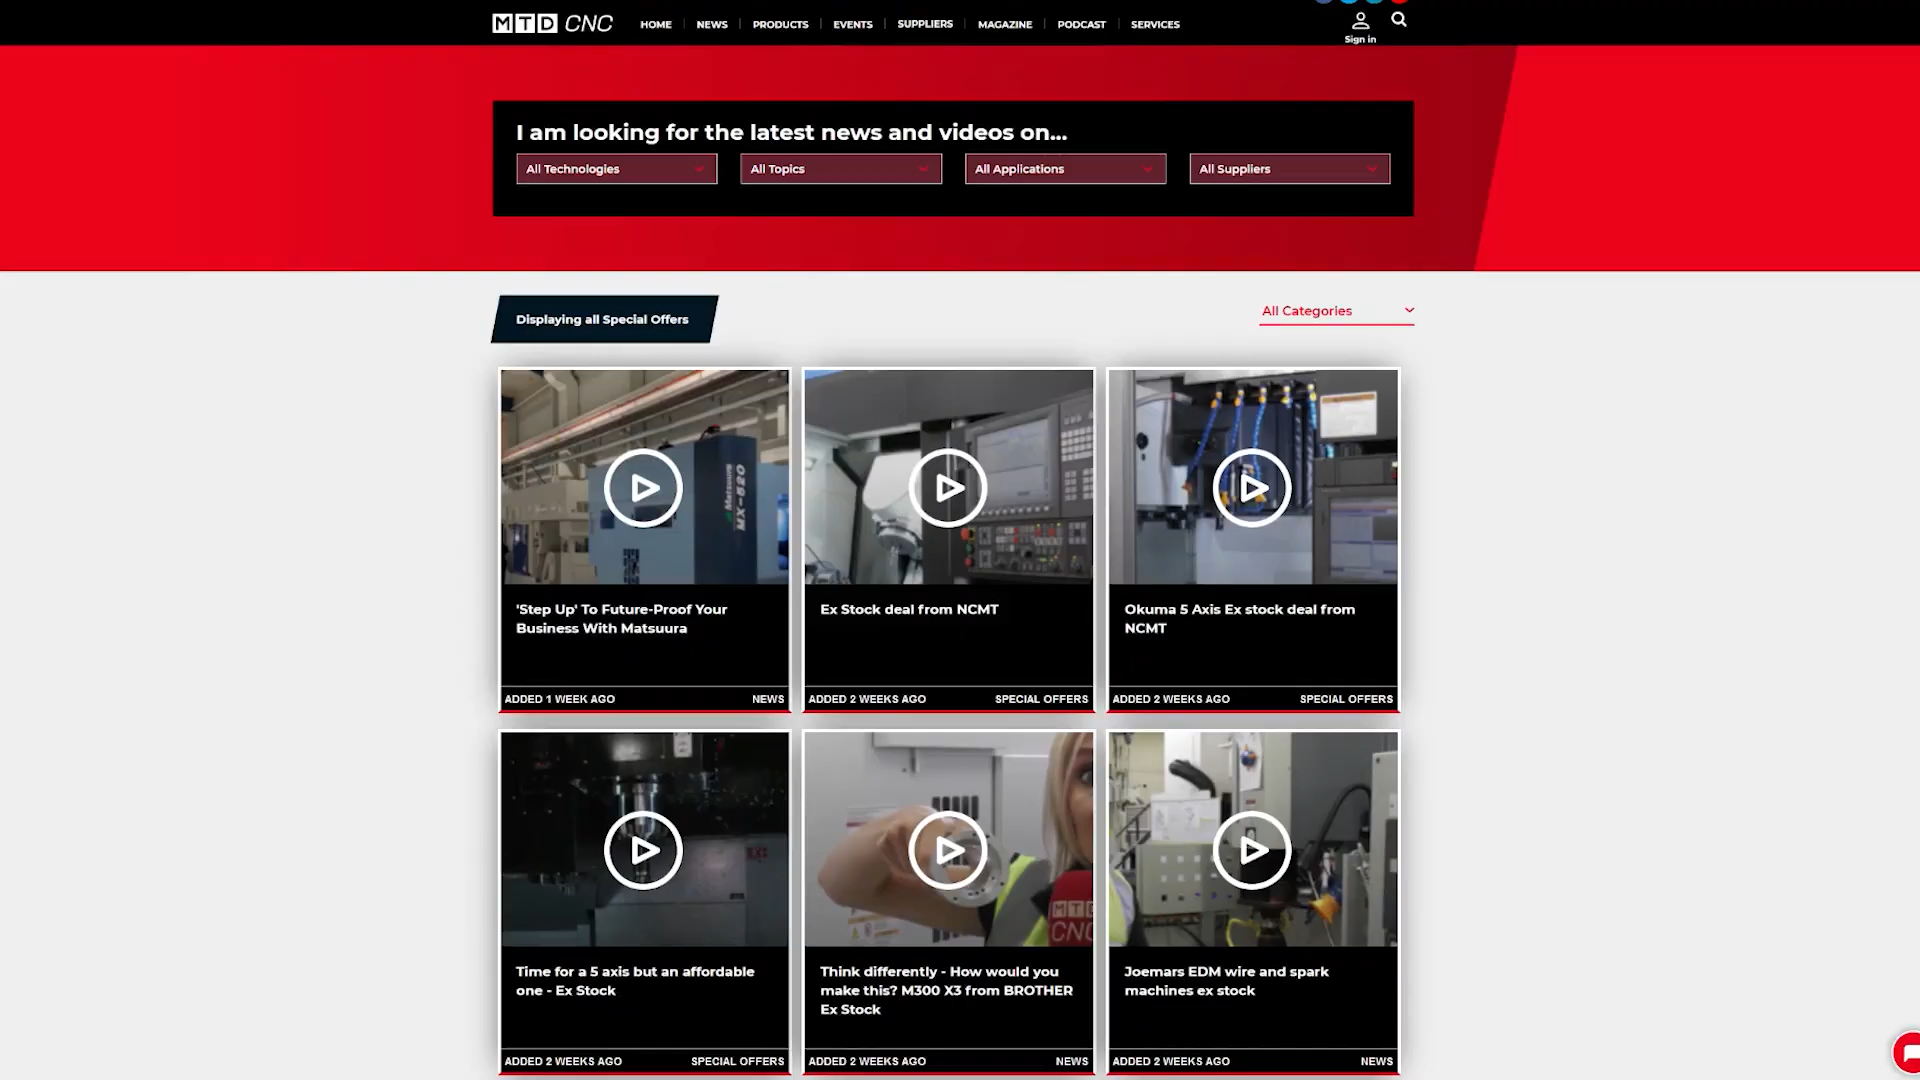 MTD CNC
HOME
NEWS
PRODUCTS
EVENTS
SUPPLIERS
MAGAZINE
PODCAST
SERVICES
Sign in
I am looking for the latest news and videos on...
All Technologies
All Topics
All Applications
All Suppliers
Displaying all Special Offers
All Categories
Matsuura
MX-520
'Step Up' To Future-Proof Your
Business With Matsuura
ADDED 1 WEEK AGO
NEWS
Ex Stock deal from NCMT
ADDED 2 WEEKS AGO
SPECIAL OFFERS
Okuma 5 Axis Ex stock deal from
NCMT
ADDED 2 WEEKS AGO
SPECIAL OFFERS
Time for a 5 axis but an affordable
one - Ex Stock
ADDED 2 WEEKS AGO
SPECIAL OFFERS
MTD
CNC
Think differently - How would you
make this? M300 X3 from BROTHER
Ex Stock
ADDED 2 WEEKS AGO
NEWS
Joemars EDM wire and spark
machines ex stock
ADDED 2 WEEKS AGO
NEWS